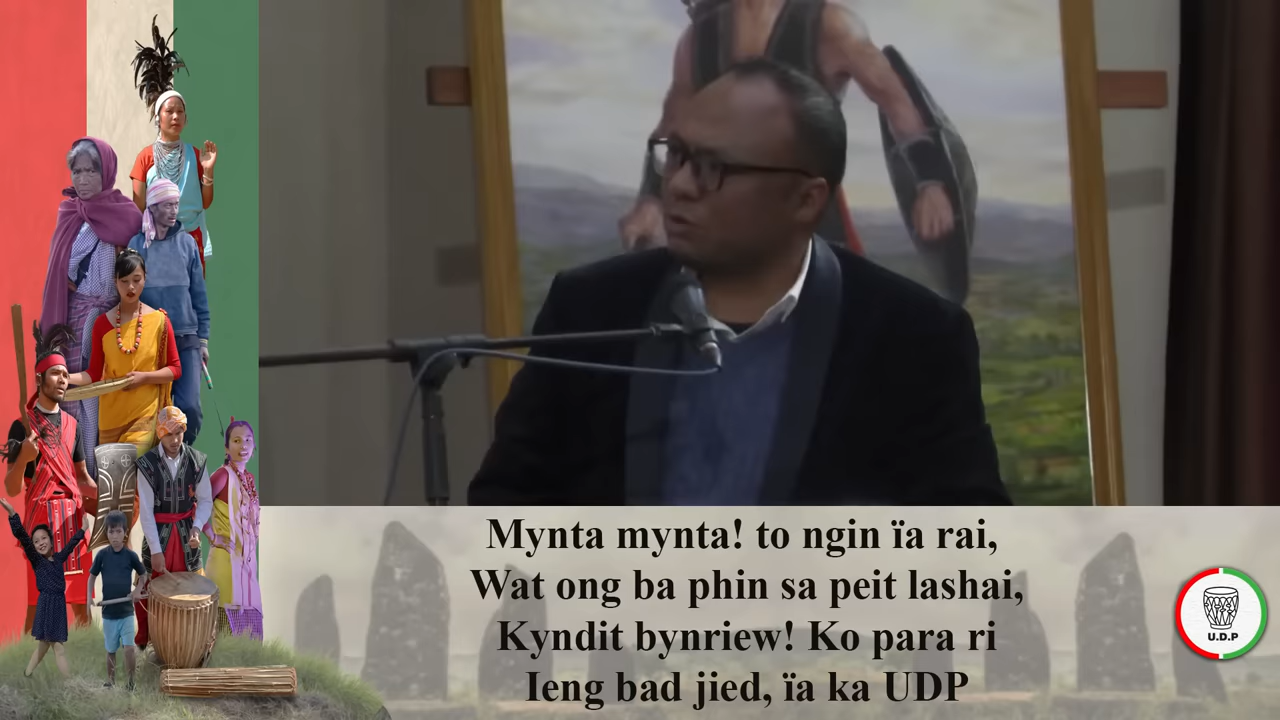 Mynta mynta! to ngin ïa rai,
Wat ong ba phin sa peit lashai,
Kyndit bynriew! Ko para ri
Ieng bad jied, ïa ka UDP
U.D.P